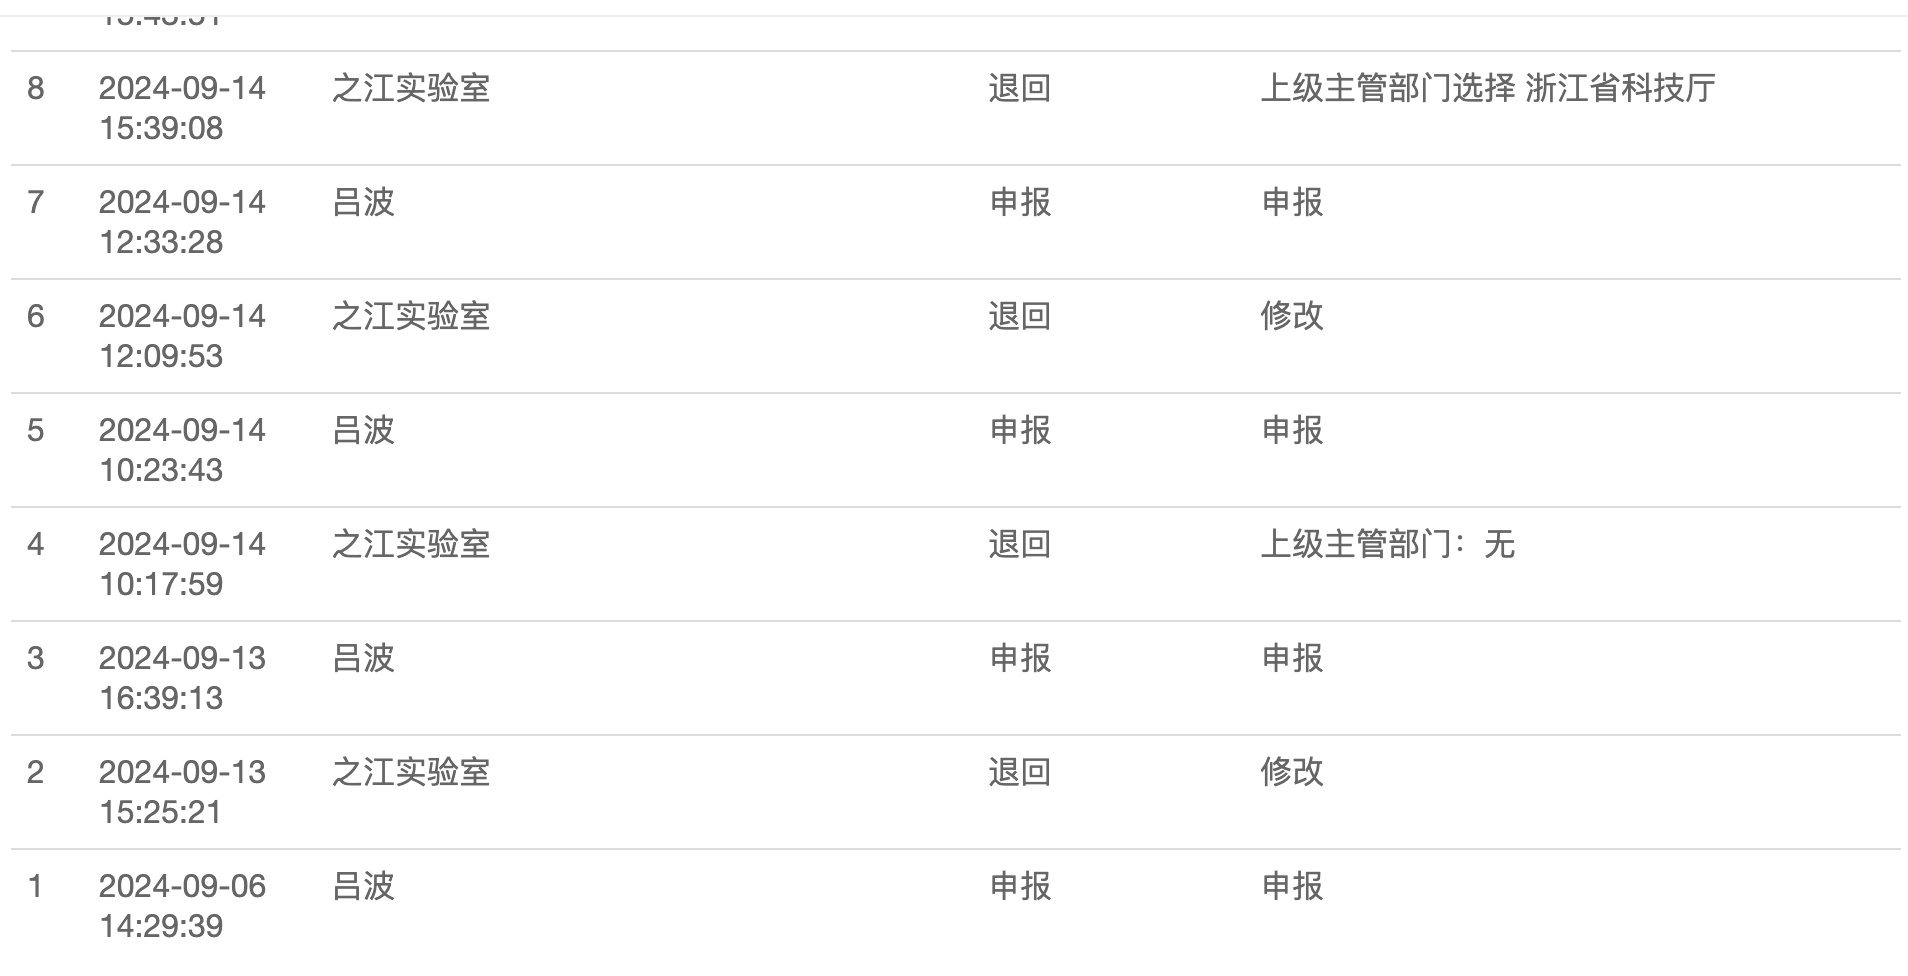 8 2024-09-14 之江实验室 退回 上级主管部门选择 浙江省科技厅
15:39:08
7 2024-09-14 吕波 申报 申报
12:33:28
6 2024-09-14 之江实验室 退回 修改
12:09:53
5 2024-09-14 吕波 申报 申报
10:23:43
4 2024-09-14 之江实验室 退回 上级主管部门：无
10:17:59
3 2024-09-13 吕波 申报 申报
16:39:13
2 2024-09-13 之江实验室 退回 修改
15:25:21
1 2024-09-06 吕波 申报 申报
14:29:39